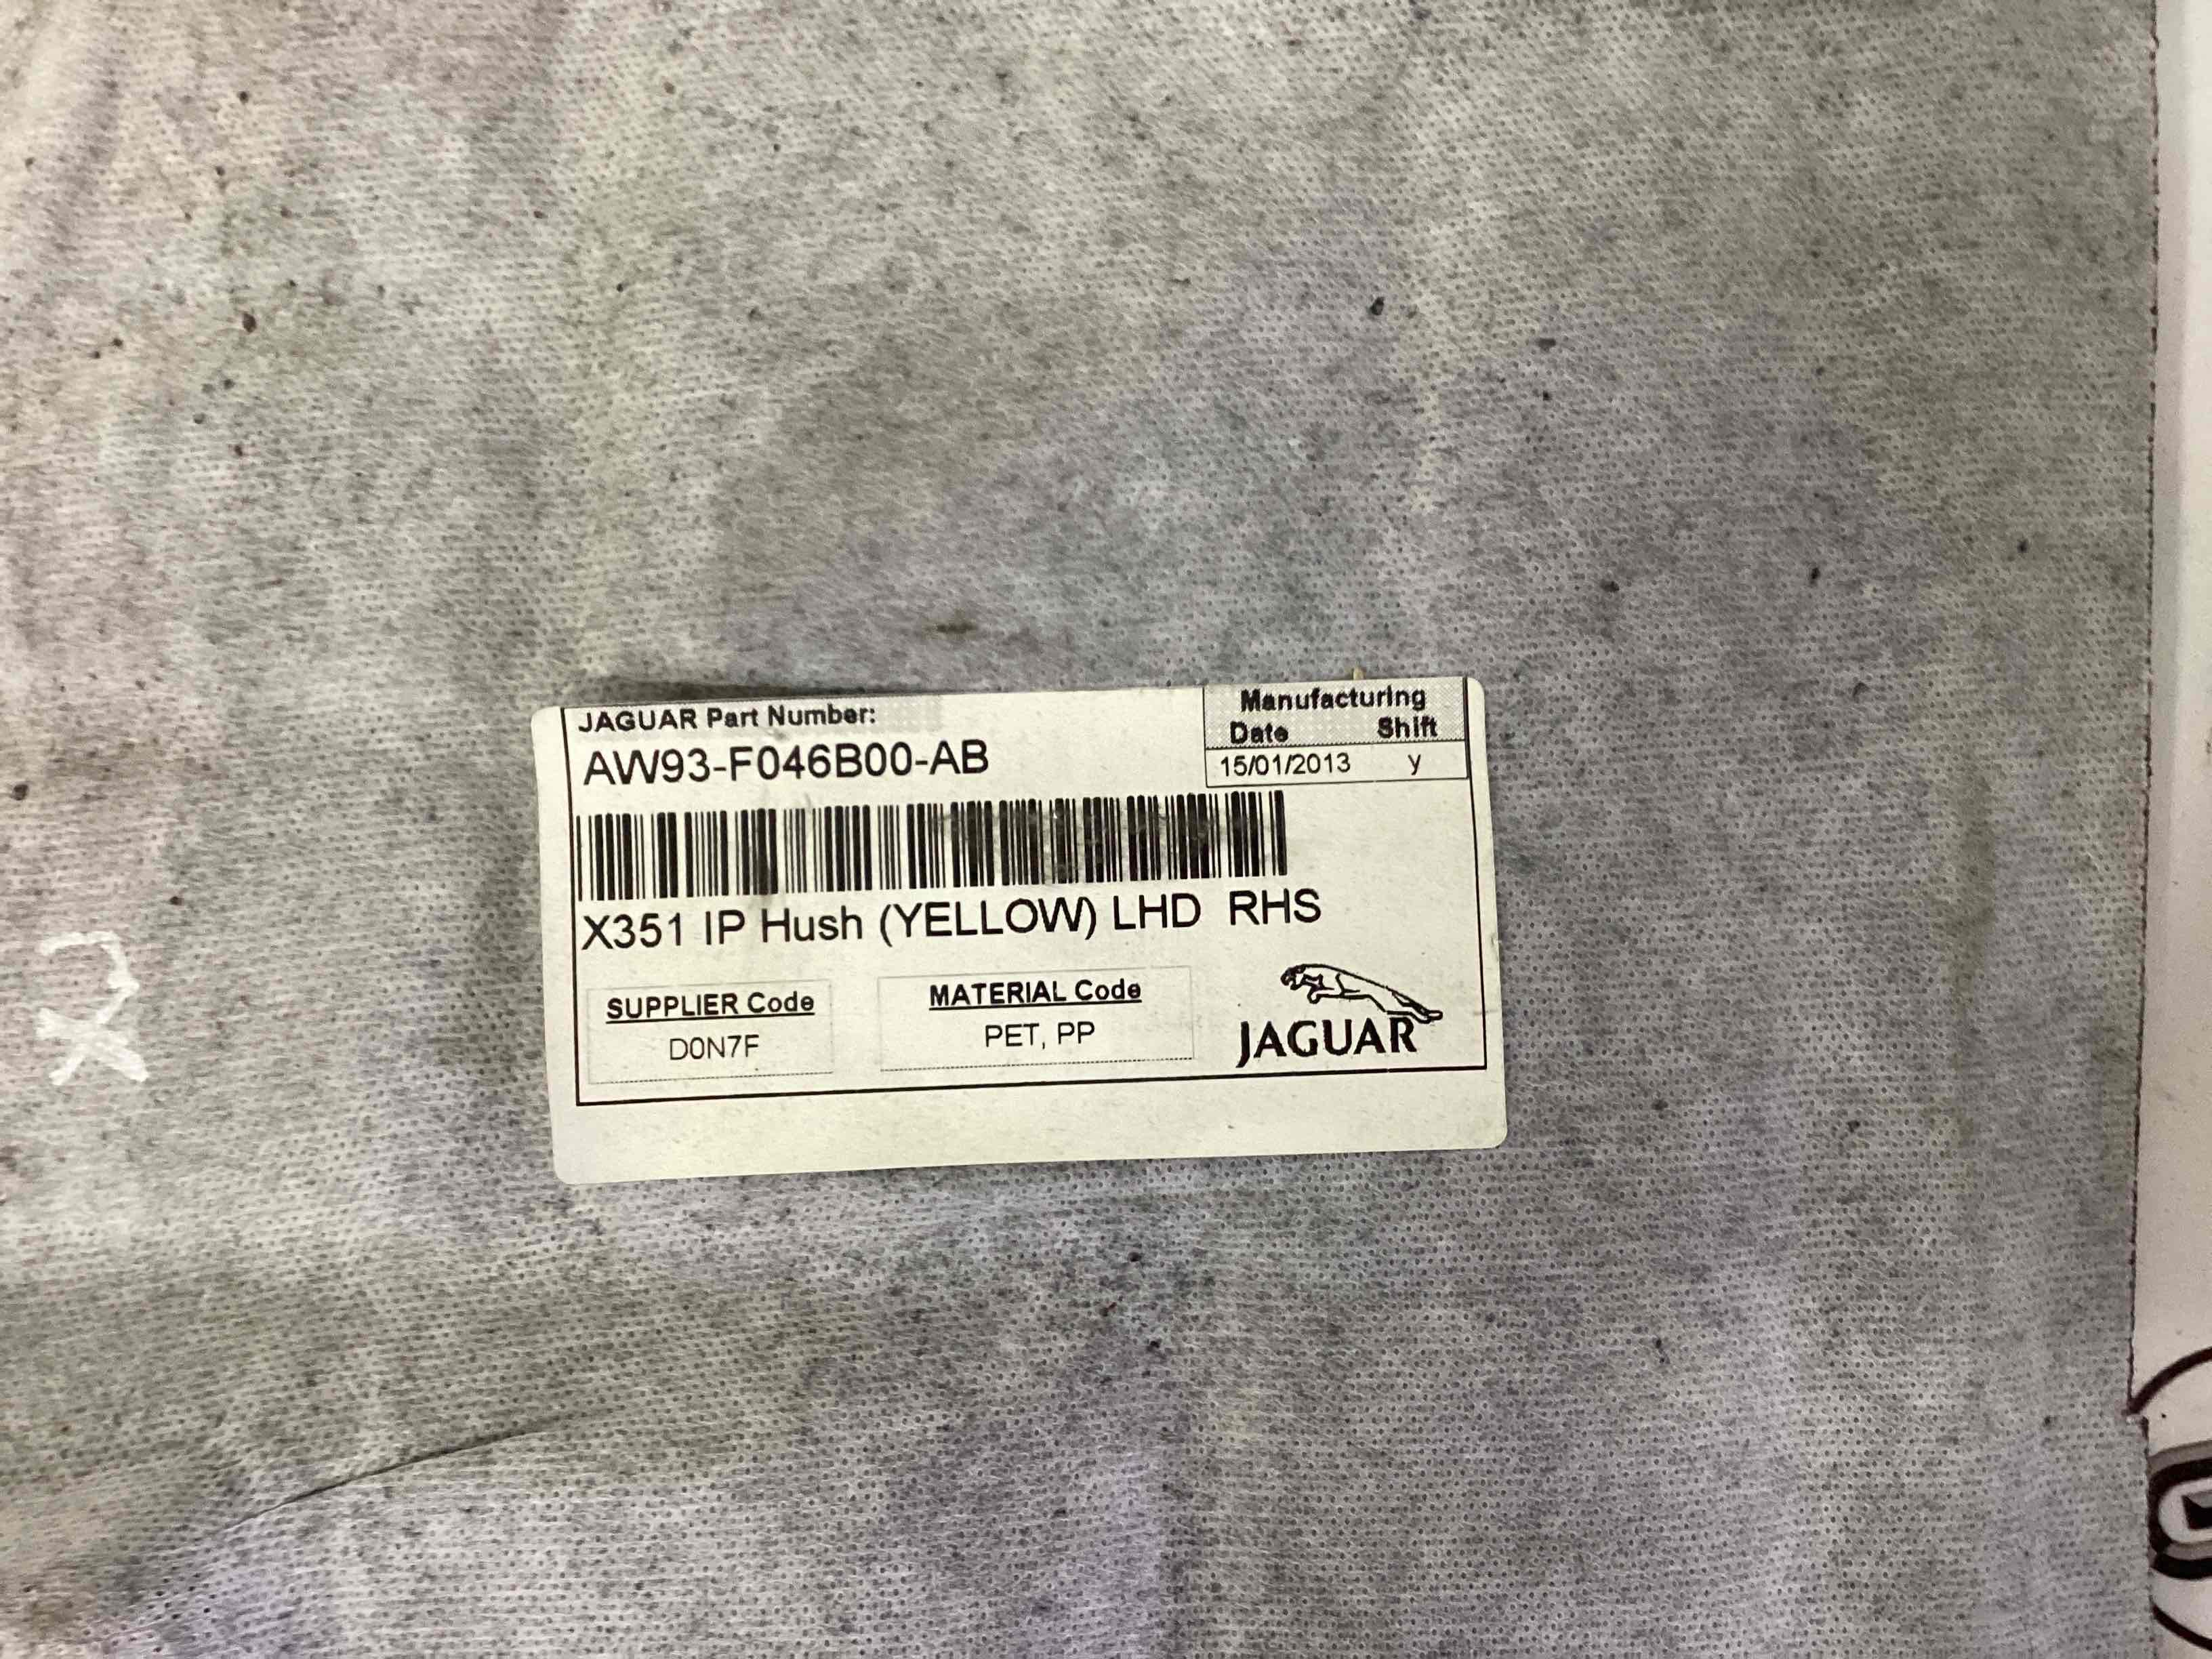 JAGUAR Part Number:
AW93-F046B00-AB
Manufacturing
Date Shift
15/01/2013 y
X351 IP Hush (YELLOW) LHD RHS
SUPPLIER Code
D0N7F
MATERIAL Code
PET, PP
JAGUAR